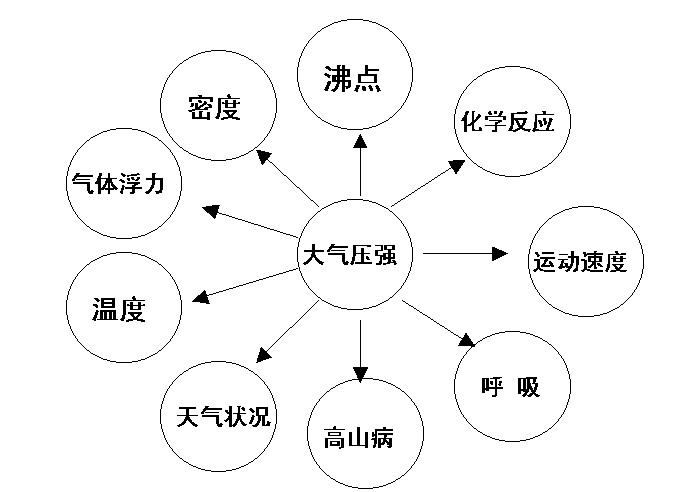 沸点
密度
化学反应
气体浮力
大气压强
运动速度
温度
呼 吸
天气状况
高山病